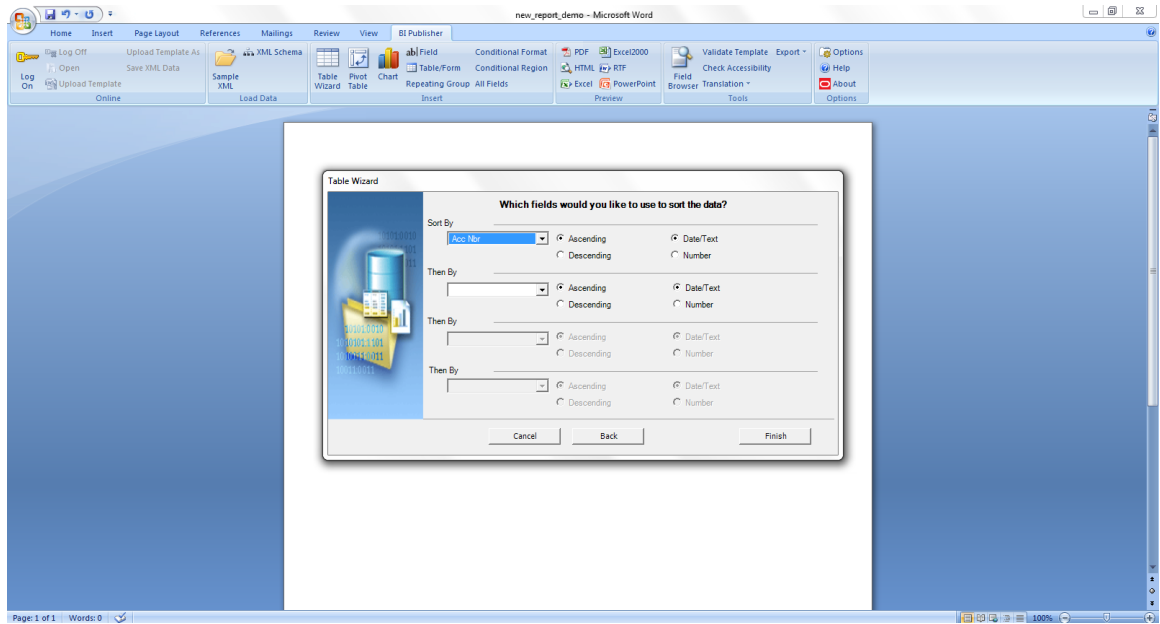 new_report_demo - Microsoft Word
Home Insert Page Layout References Mailings Review View BI Publisher
Log On
Log Off
Open
Upload Template
Upload Template As
Save XML Data
Online
Sample XML
XML Schema
Load Data
Table Wizard
Pivot Table
Chart
Field
Table/Form
Repeating Group
Conditional Format
Conditional Region
All Fields
Insert
PDF
HTML
Excel
Excel2000
RTF
PowerPoint
Preview
Field Browser
Validate Template
Check Accessibility
Translation
Export
Tools
Options
Help
About
Options
Table Wizard
Which fields would you like to use to sort the data?
Sort By
Acc Nbr Ascending Date/Text
Descending Number
Then By
Ascending Date/Text
Descending Number
Then By
Ascending Date/Text
Descending Number
Then By
Ascending Date/Text
Descending Number
Cancel Back Finish
Page: 1 of 1 Words: 0 100%